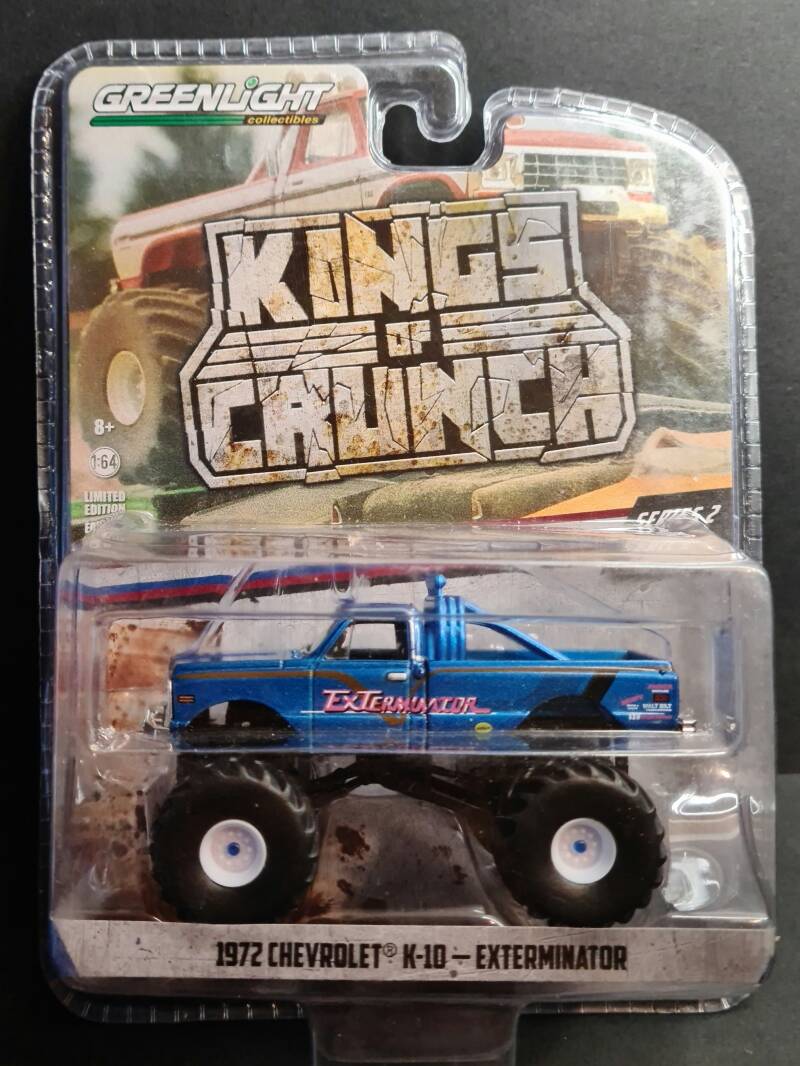 GREENLiGHT
collectibles
KINGS
OF
CRUNCH
8+
1:64
LIMITED
EDITION
SERIES 2
EXTERMINATOR
1972 CHEVROLET® K-10 — EXTERMINATOR